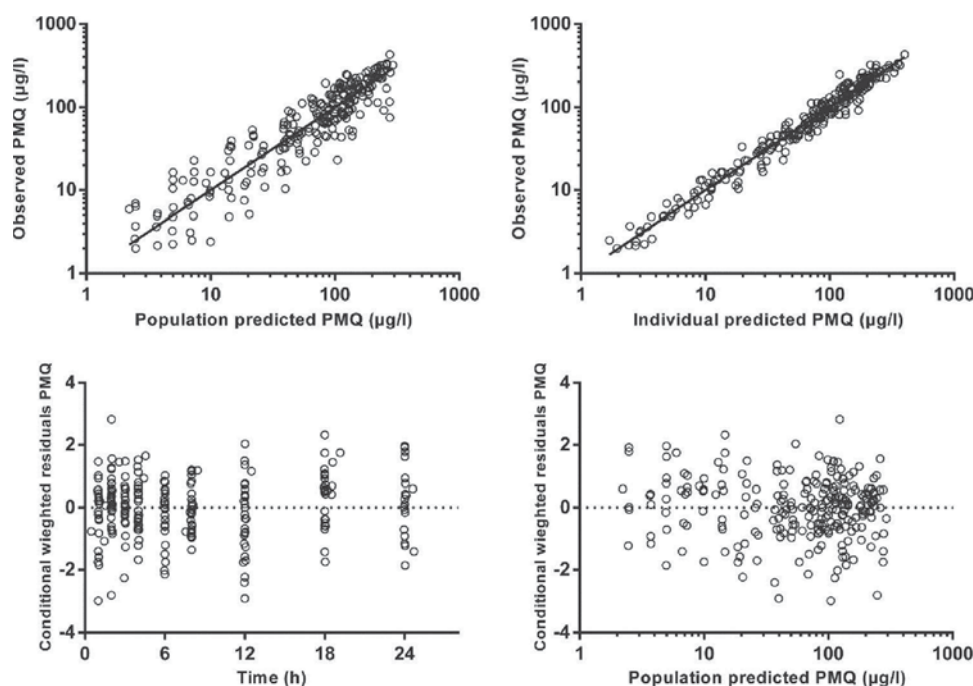 Observed PMQ (µg/l)
1000
100
10
1
1 10 100 1000
Population predicted PMQ (µg/l)
Observed PMQ (µg/l)
1000
100
10
1
1 10 100 1000
Individual predicted PMQ (µg/l)
Conditional wieghted residuals PMQ
4
2
0
-2
-4
0 6 12 18 24
Time (h)
Conditional wieghted residuals PMQ
4
2
0
-2
-4
1 10 100 1000
Population predicted PMQ (µg/l)